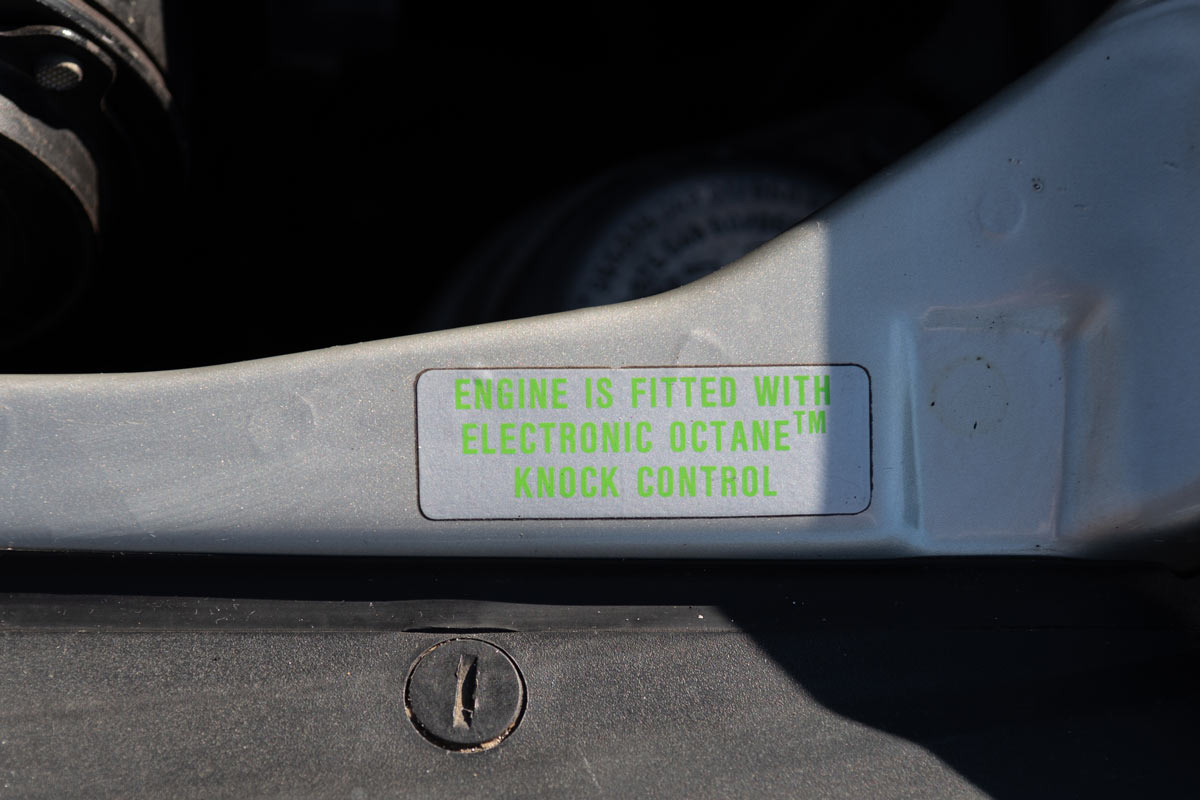 ENGINE IS FITTED WITH
ELECTRONIC OCTANE™
KNOCK CONTROL